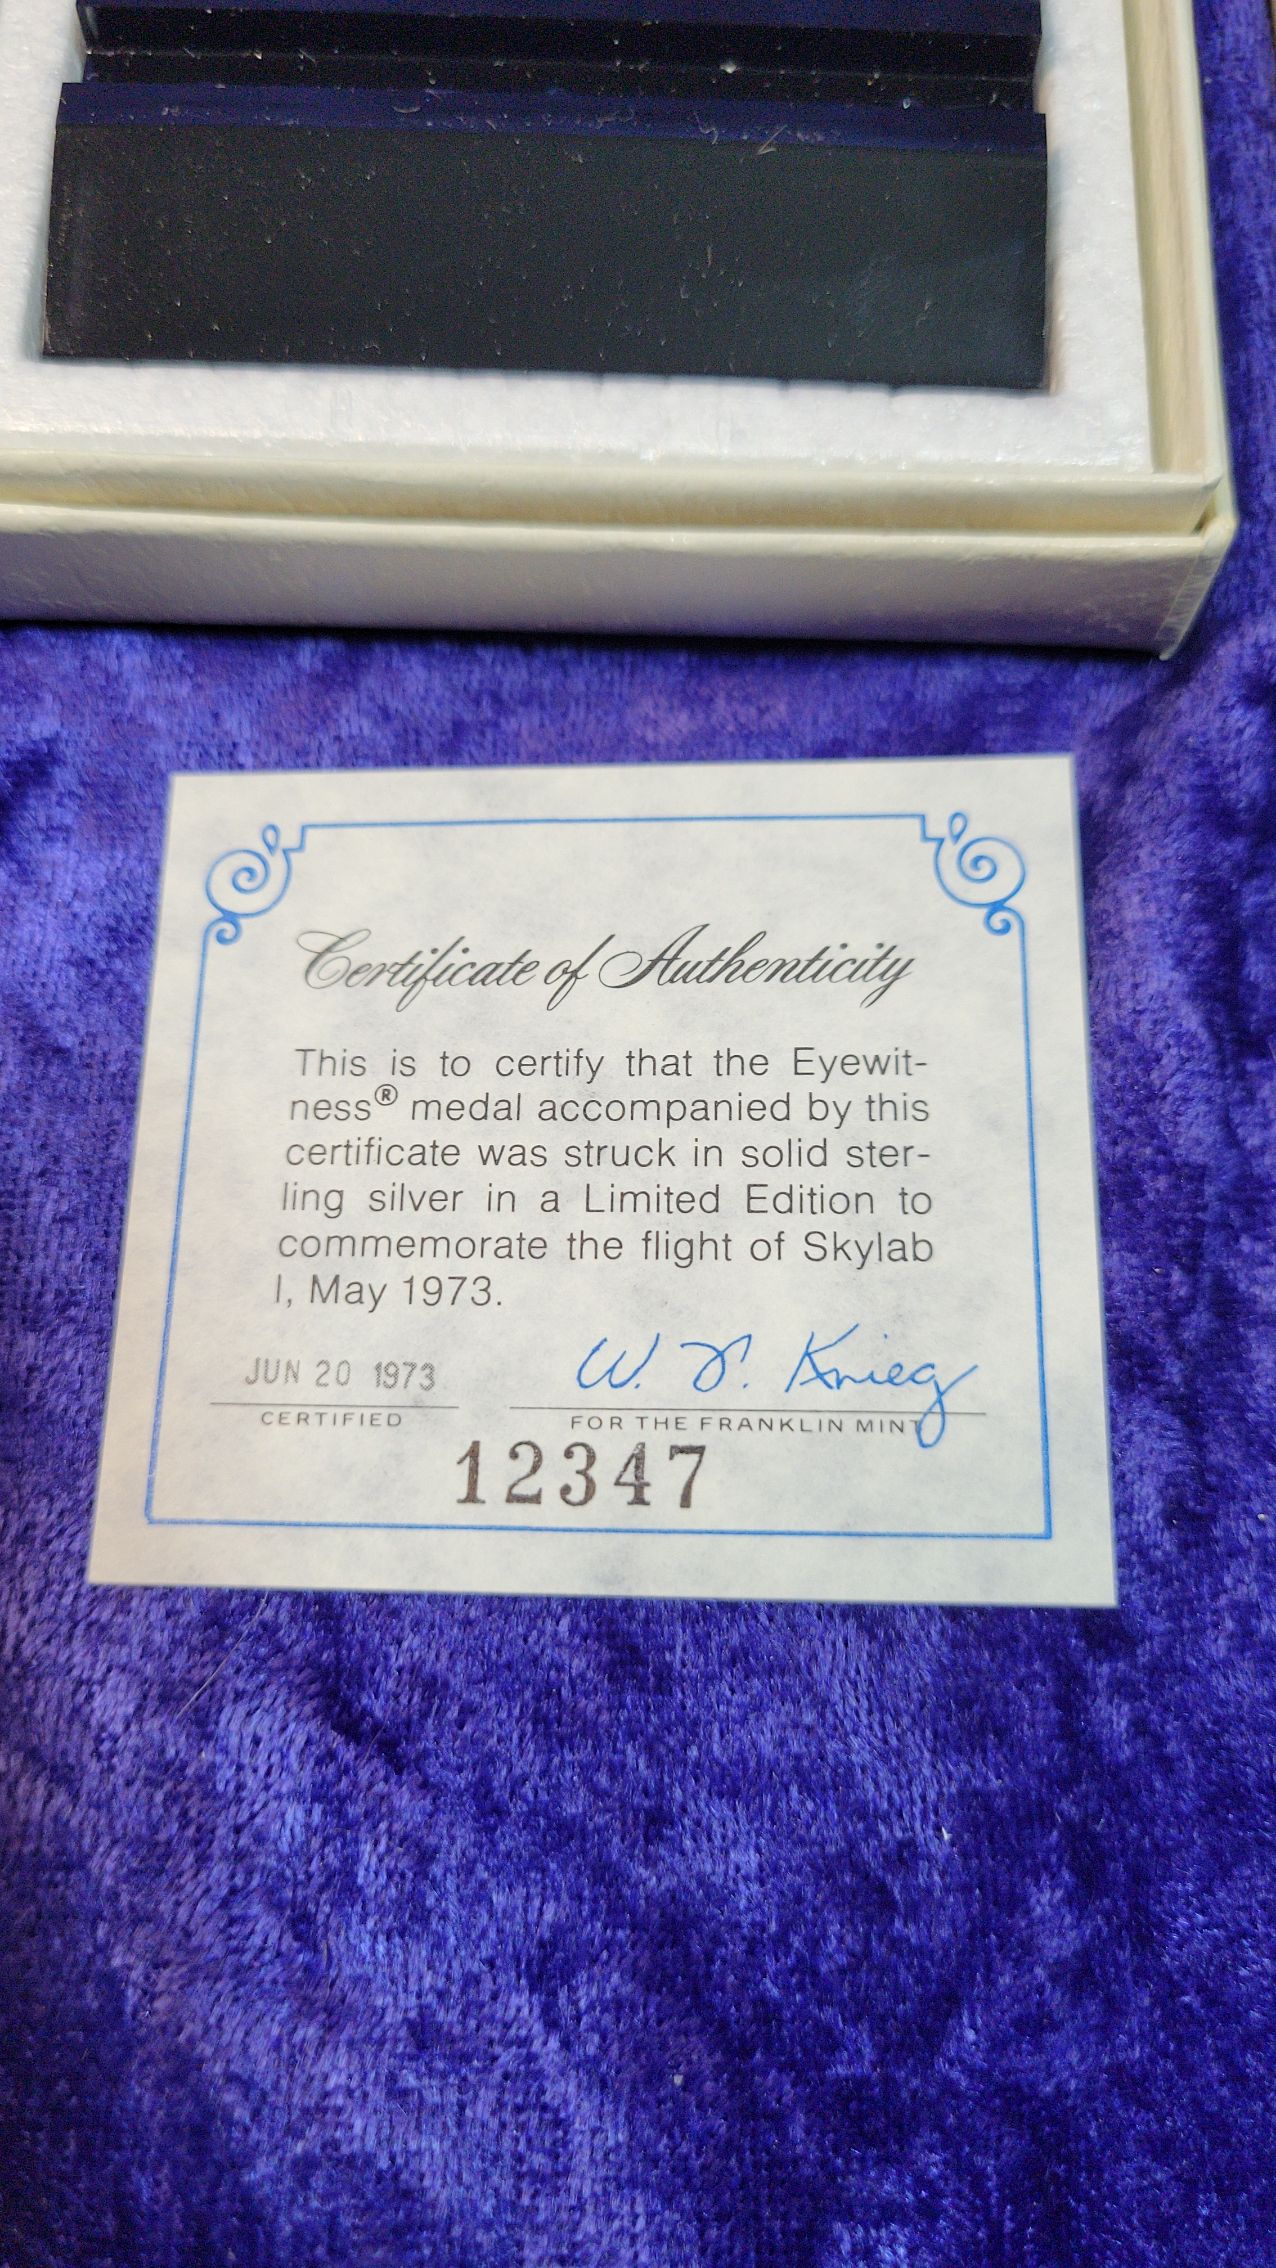 Certificate of Authenticity
This is to certify that the Eyewit-
ness® medal accompanied by this
certificate was struck in solid ster-
ling silver in a Limited Edition to
commemorate the flight of Skylab
I, May 1973.
JUN 20 1973 W. T. Krieg
CERTIFIED FOR THE FRANKLIN MINT
12347